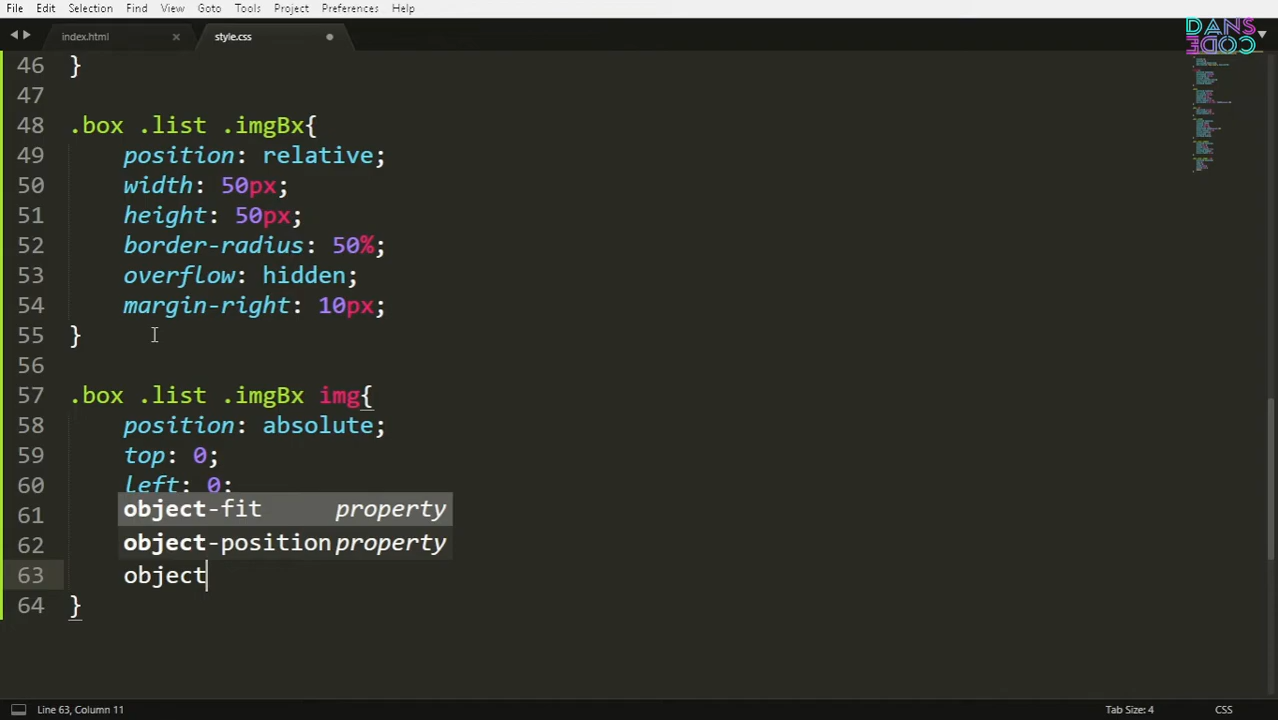 File Edit Selection Find View Goto Tools Project Preferences Help
index.html style.css
DANS
CODE
46 }
47
48 .box .list .imgBx{
49 position: relative;
50 width: 50px;
51 height: 50px;
52 border-radius: 50%;
53 overflow: hidden;
54 margin-right: 10px;
55 }
56
57 .box .list .imgBx img{
58 position: absolute;
59 top: 0;
60 left: 0;
61 object-fit property
62 object-position property
63 object
64 }
Line 63, Column 11 Tab Size: 4 CSS